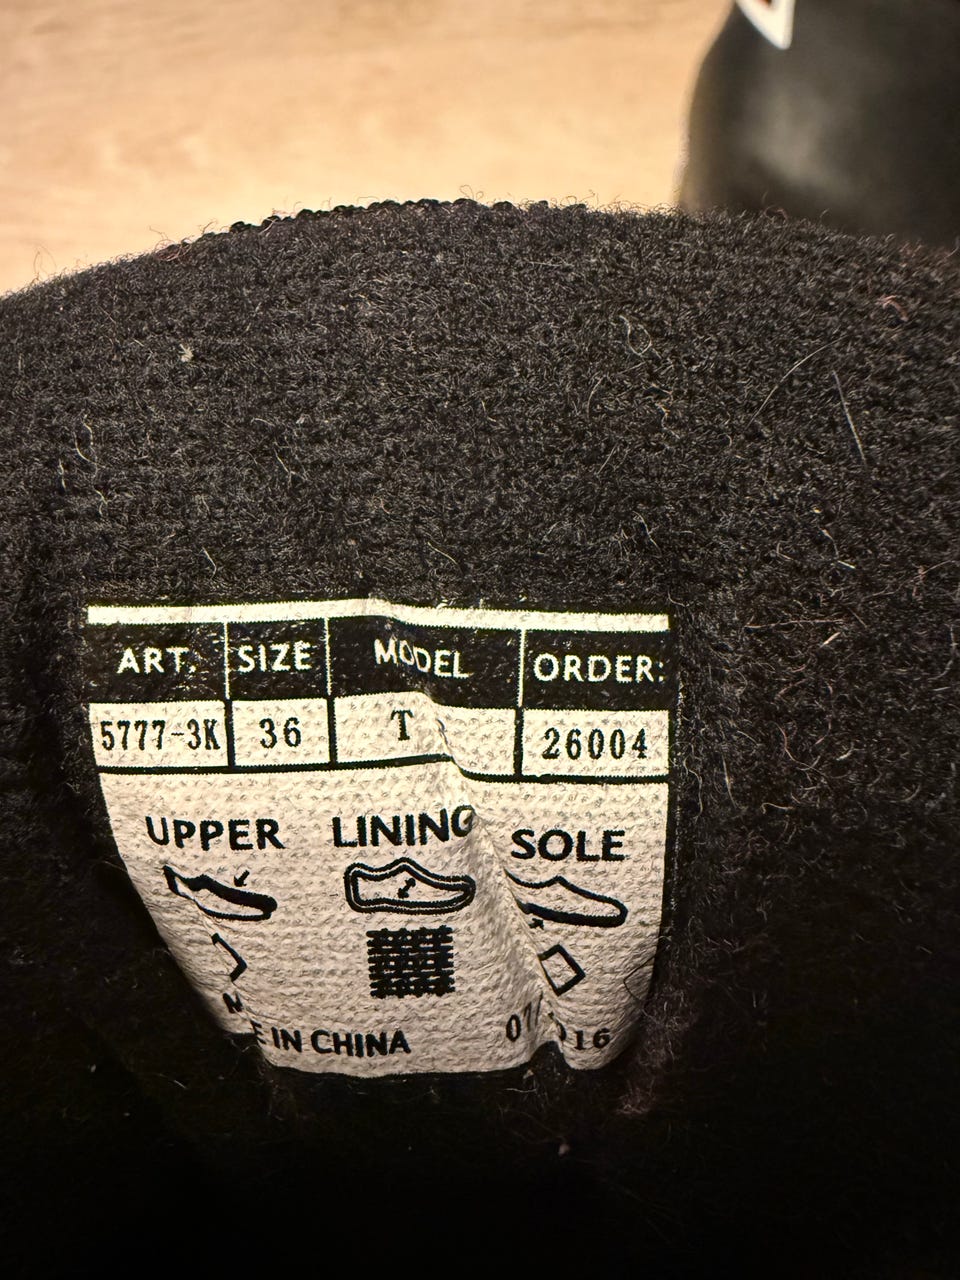 ART. SIZE MODEL ORDER:
5777-3K 36 T 26004
UPPER LINING SOLE
IN CHINA